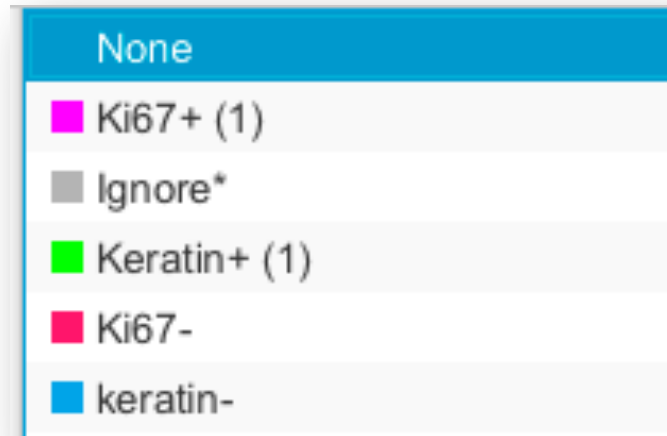 None
Ki67+ (1)
Ignore*
Keratin+ (1)
Ki67-
keratin-